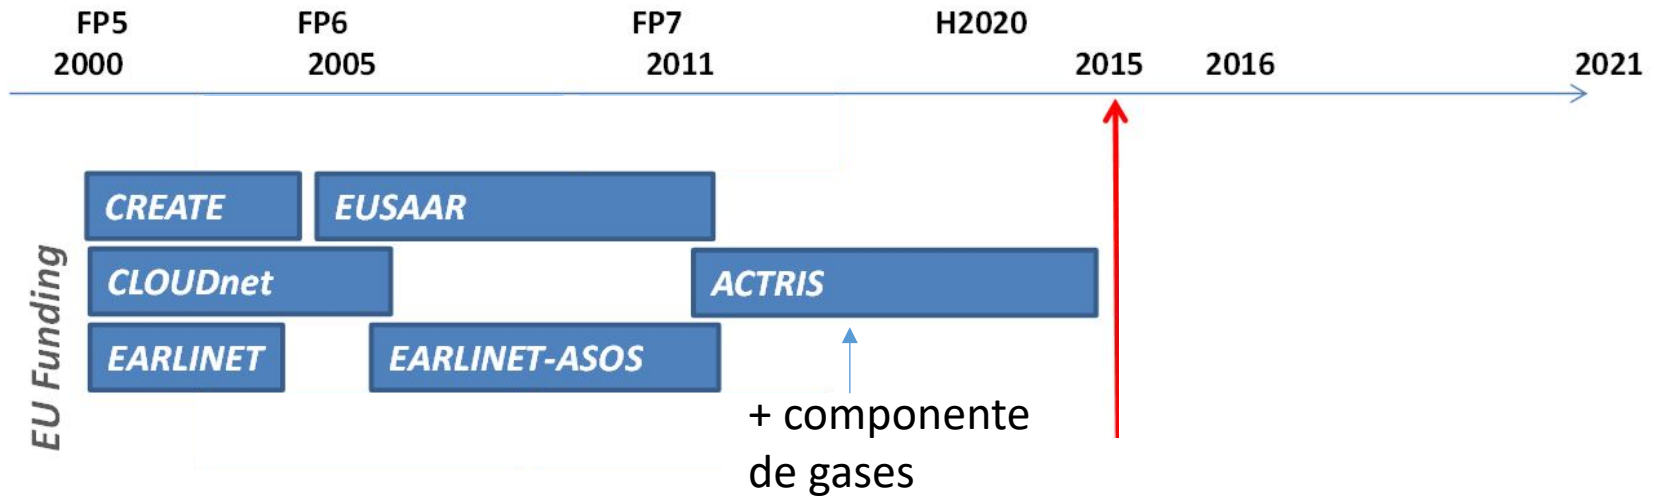 FP5 FP6 FP7 H2020
2000 2005 2011 2015 2016 2021
EU Funding
CREATE EUSAAR
CLOUDnet ACTRIS
EARLINET EARLINET-ASOS
+ componente
de gases